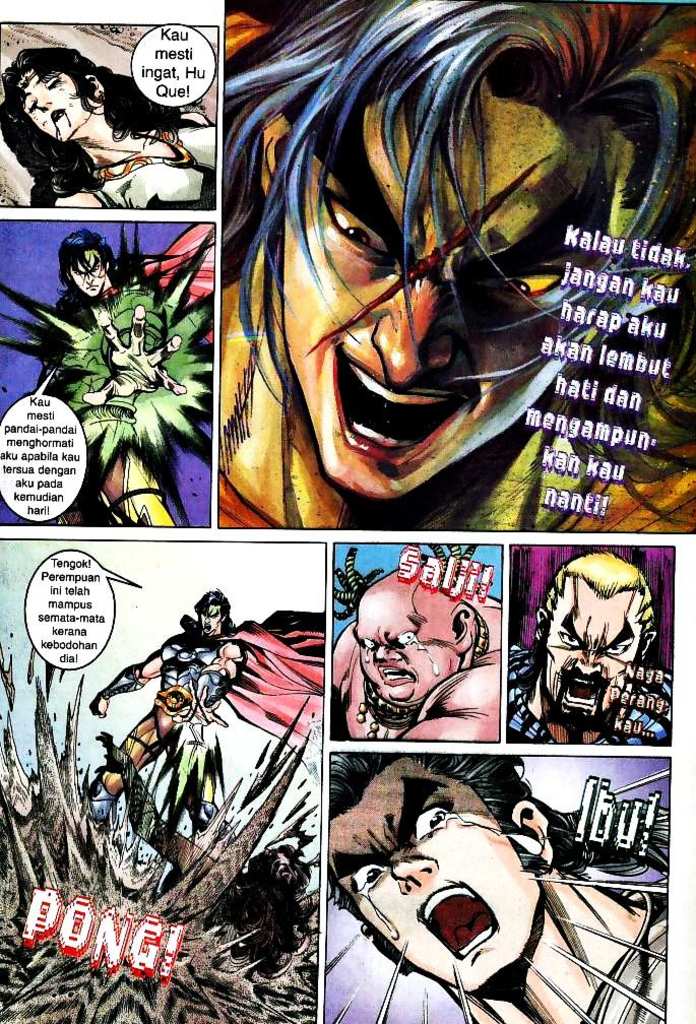 Kau
mesti
ingat, Hu
Que!
Kalau tidak,
jangan kau
harap aku
akan lembut
hati dan
mengampun-
kan kau
nanti!
Kau
mesti
pandai-pandai
menghormati
aku apabila kau
tersua dengan
aku pada
kemudian
hari!
Tengok!
Perempuan
ini telah
mampus
semata-mata
kerana
kebodohan
dia!
PONG!
Salji!
Naga
Perang,
Kau...
Ibu!